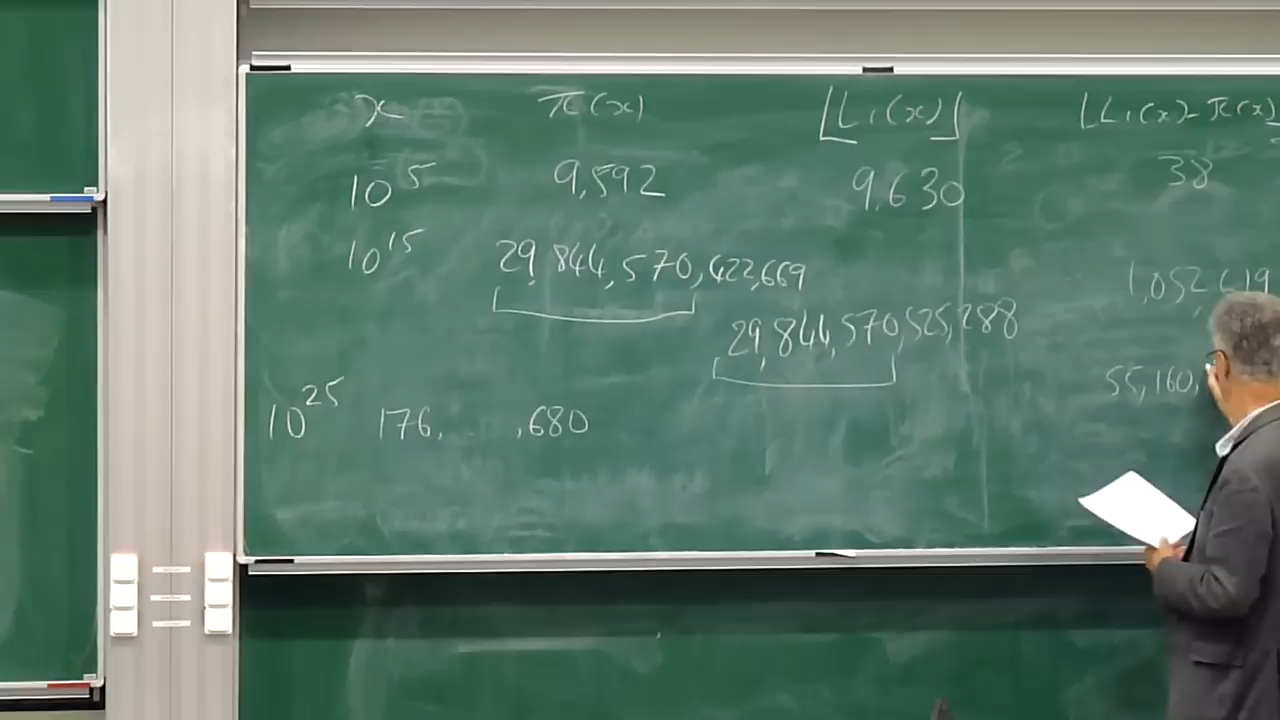 x π(x) ⌊Li(x)⌋ ⌊Li(x)-π(x)⌋
10^5 9,592 9,630 38
10^15 29,844,570,422,669 1,052,619
29,844,570,525,288
55,160,
10^25 176, ,680